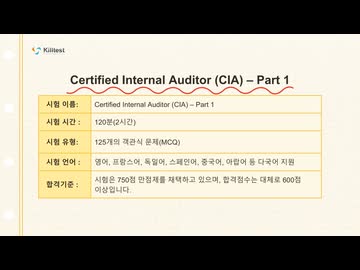 Killtest
Certified Internal Auditor (CIA) – Part 1
시험 이름: Certified Internal Auditor (CIA) – Part 1
시험 시간 : 120분(2시간)
시험 유형: 125개의 객관식 문제(MCQ)
시험 언어 : 영어, 프랑스어, 독일어, 스페인어, 중국어, 아랍어 등 다국어 지원
합격기준 : 시험은 750점 만점제를 채택하고 있으며, 합격점수는 대체로 600점
이상입니다.